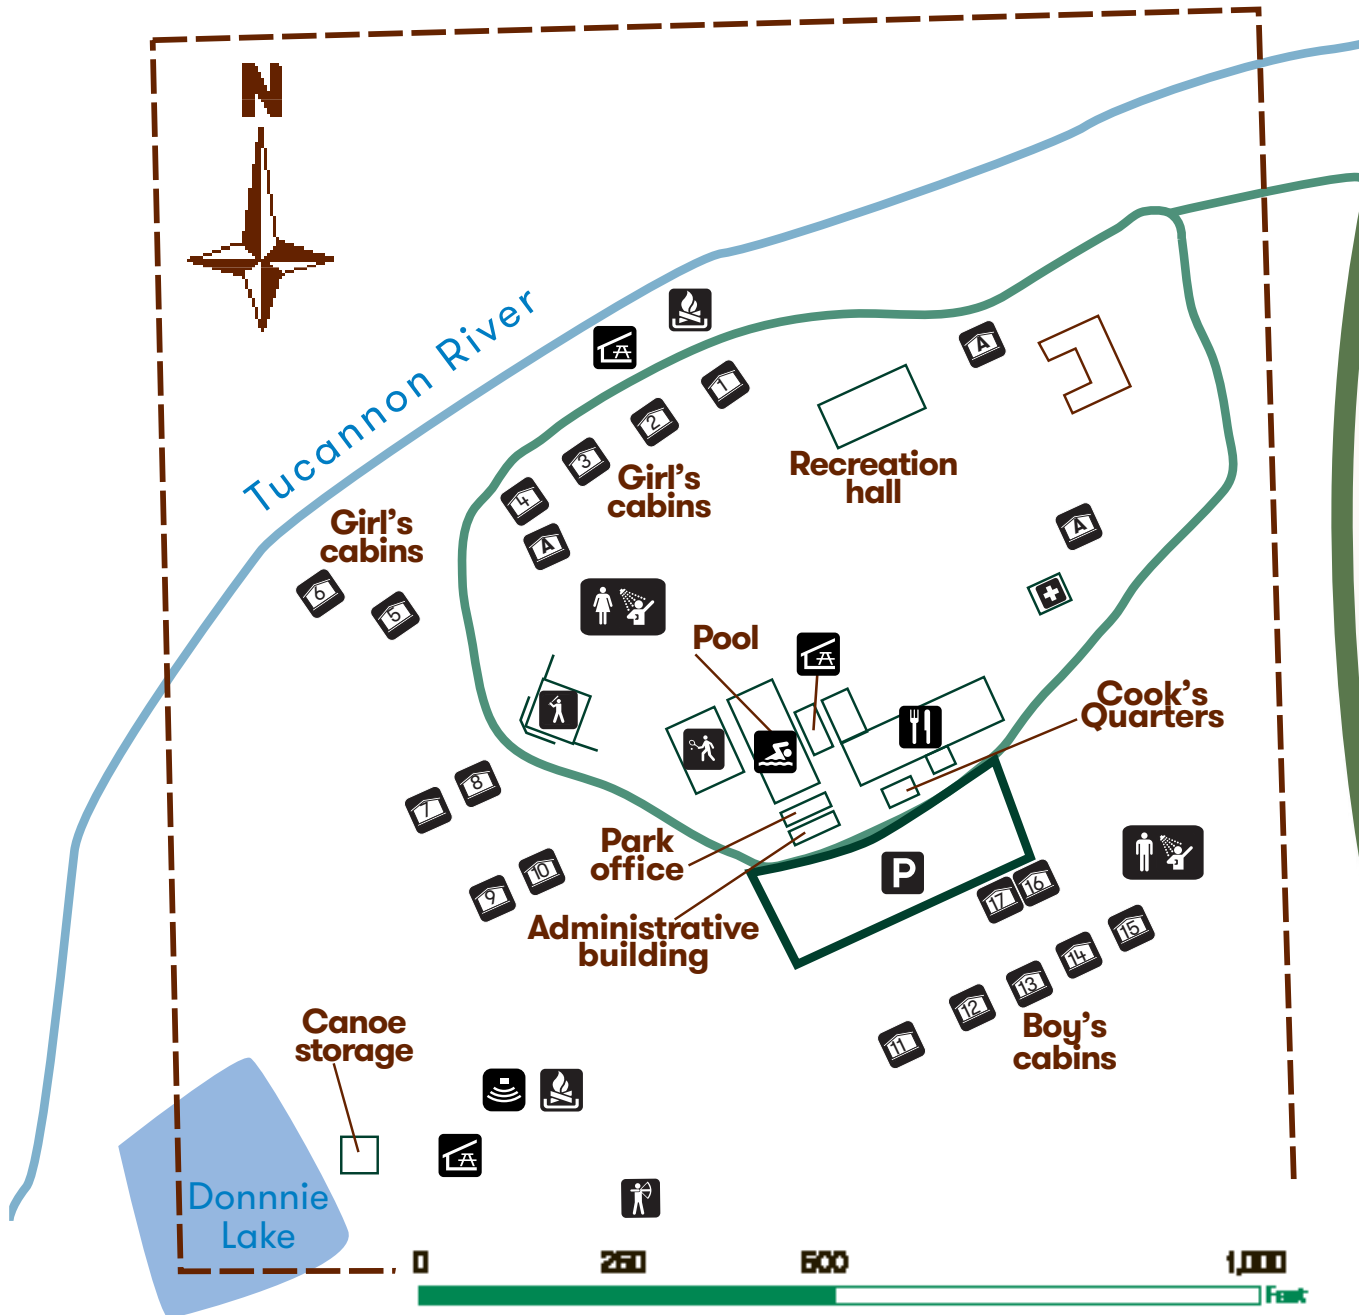 N
Tucannon River
1
2
3
4
A
Girl's
cabins
Recreation
hall
A
A
Girl's
cabins
6
5
Pool
Cook's
Quarters
8
7
10
9
Park
office
Administrative
building
P
17
16
15
14
13
12
11
Boy's
cabins
Canoe
storage
Donnnie
Lake
0
250
500
1,000
Feet